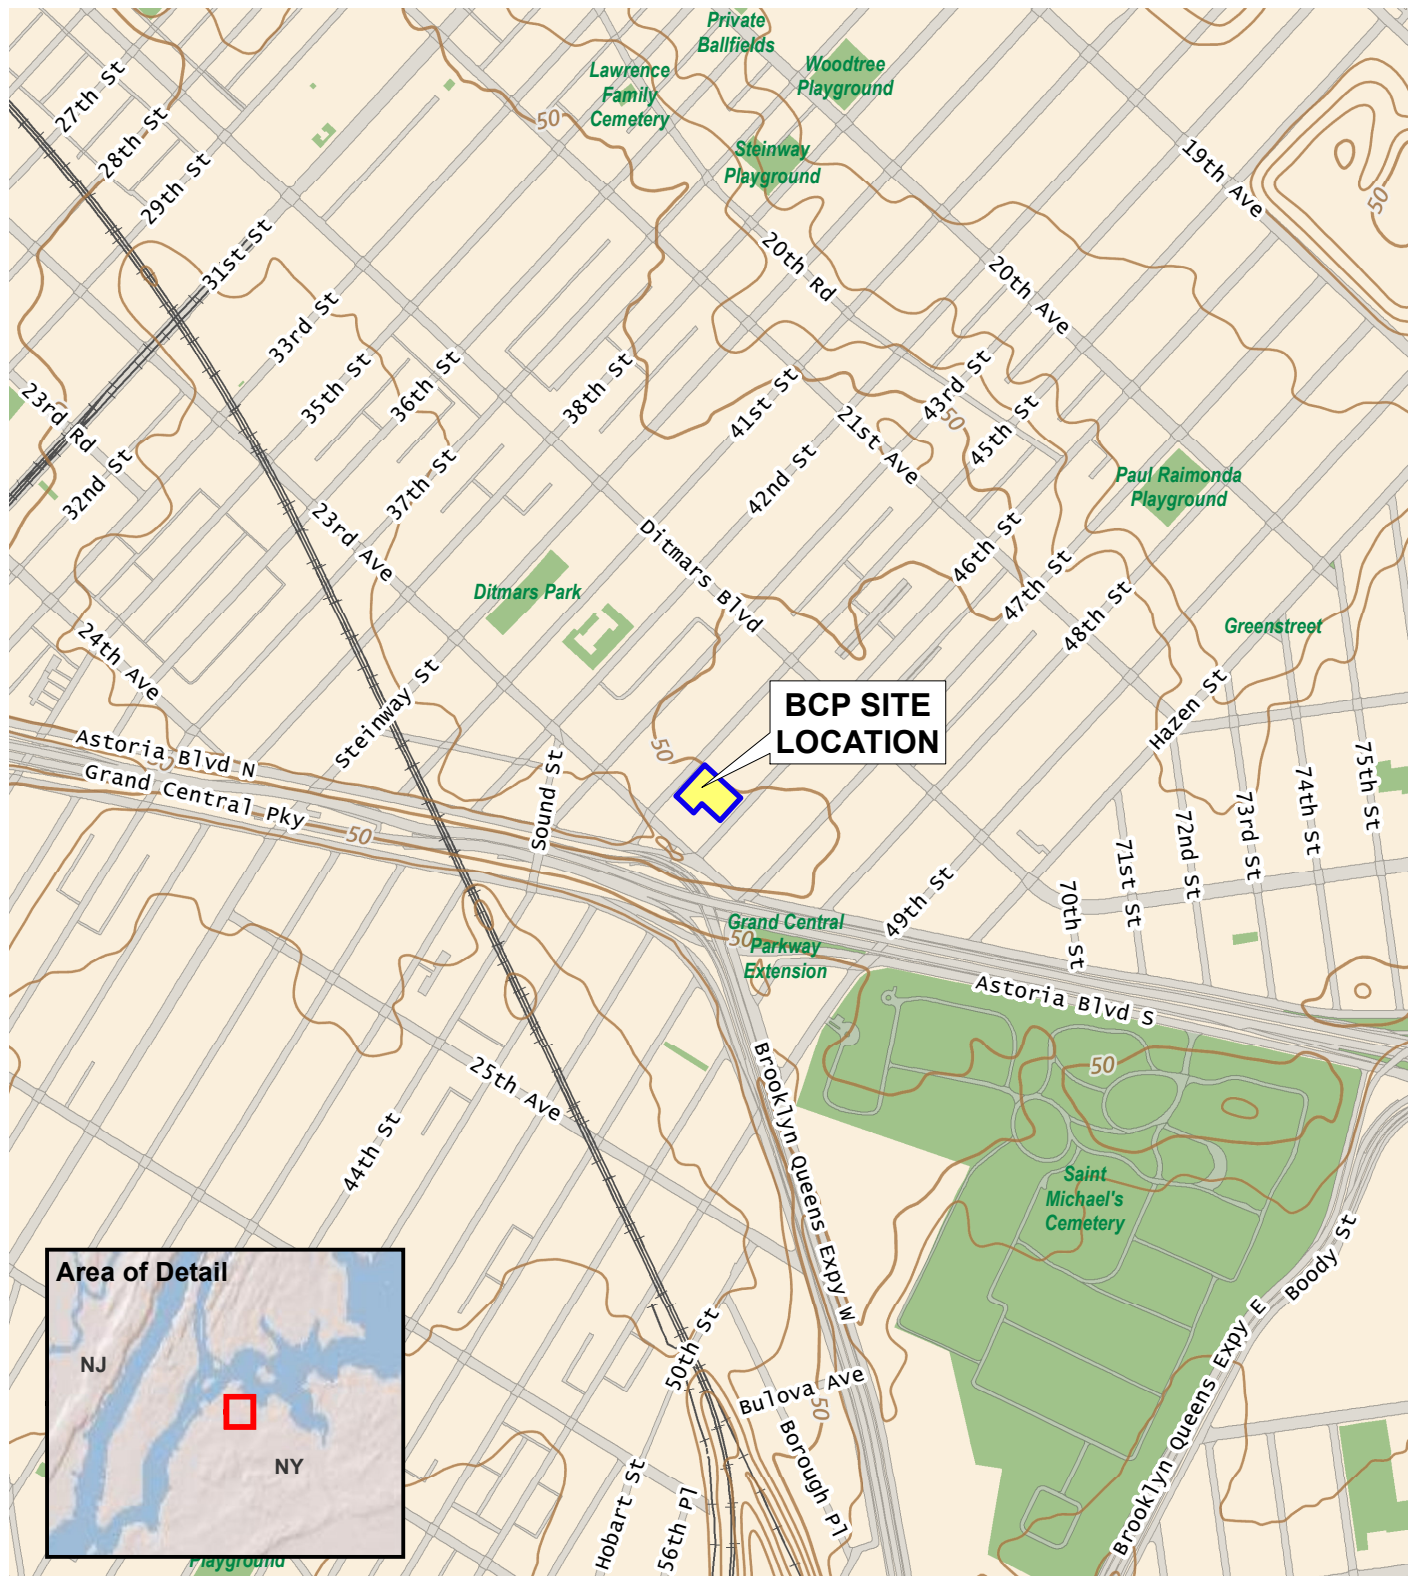 Private
Ballfields
Lawrence
Family
Cemetery
Woodtree
Playground
27th St
28th St
29th St
50
Steinway
Playground
19th Ave
50
31st St
20th Rd
20th Ave
33rd St
35th St
36th St
38th St
41st St
43rd St
50
45th St
23rd Rd
32nd St
37th St
21st Ave
42nd St
Paul Raimonda
Playground
23rd Ave
Ditmars Blvd
46th St
47th St
48th St
Ditmars Park
Greenstreet
24th Ave
Steinway St
Hazen St
BCP SITE
LOCATION
50
Astoria Blvd N
50
Grand Central Pky
50
Sound St
75th St
74th St
73rd St
72nd St
71st St
70th St
49th St
Grand Central
Parkway
Extension
50
Astoria Blvd S
50
25th Ave
Brooklyn Queens Expy W
44th St
Saint
Michael's
Cemetery
Boody St
Brooklyn Queens Expy E
Area of Detail
NJ
NY
50th St
Bulova Ave
50
Borough Pl
Hobart St
56th Pl
Playground